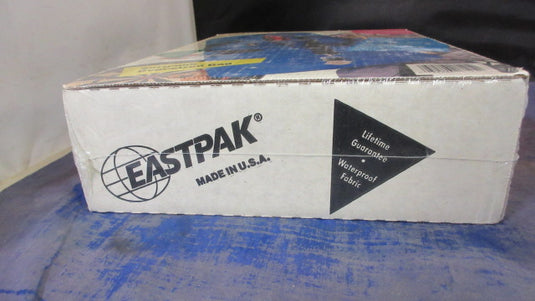 EASTPAK®
MADE IN U.S.A.
Lifetime
Guarantee
•
Waterproof
Fabric